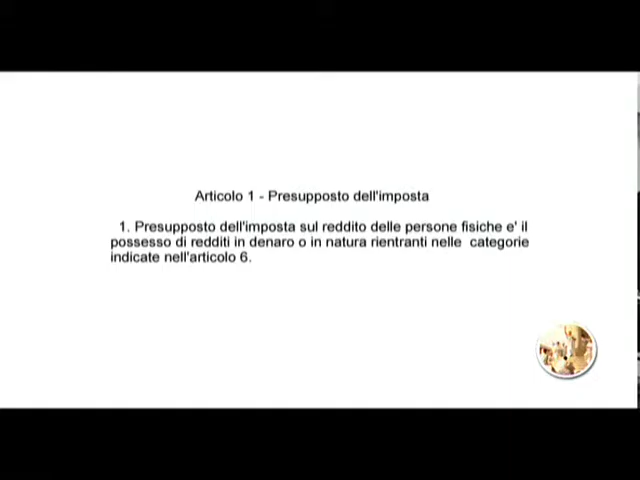 Articolo 1 - Presupposto dell'imposta
1. Presupposto dell'imposta sul reddito delle persone fisiche e' il
possesso di redditi in denaro o in natura rientranti nelle categorie
indicate nell'articolo 6.